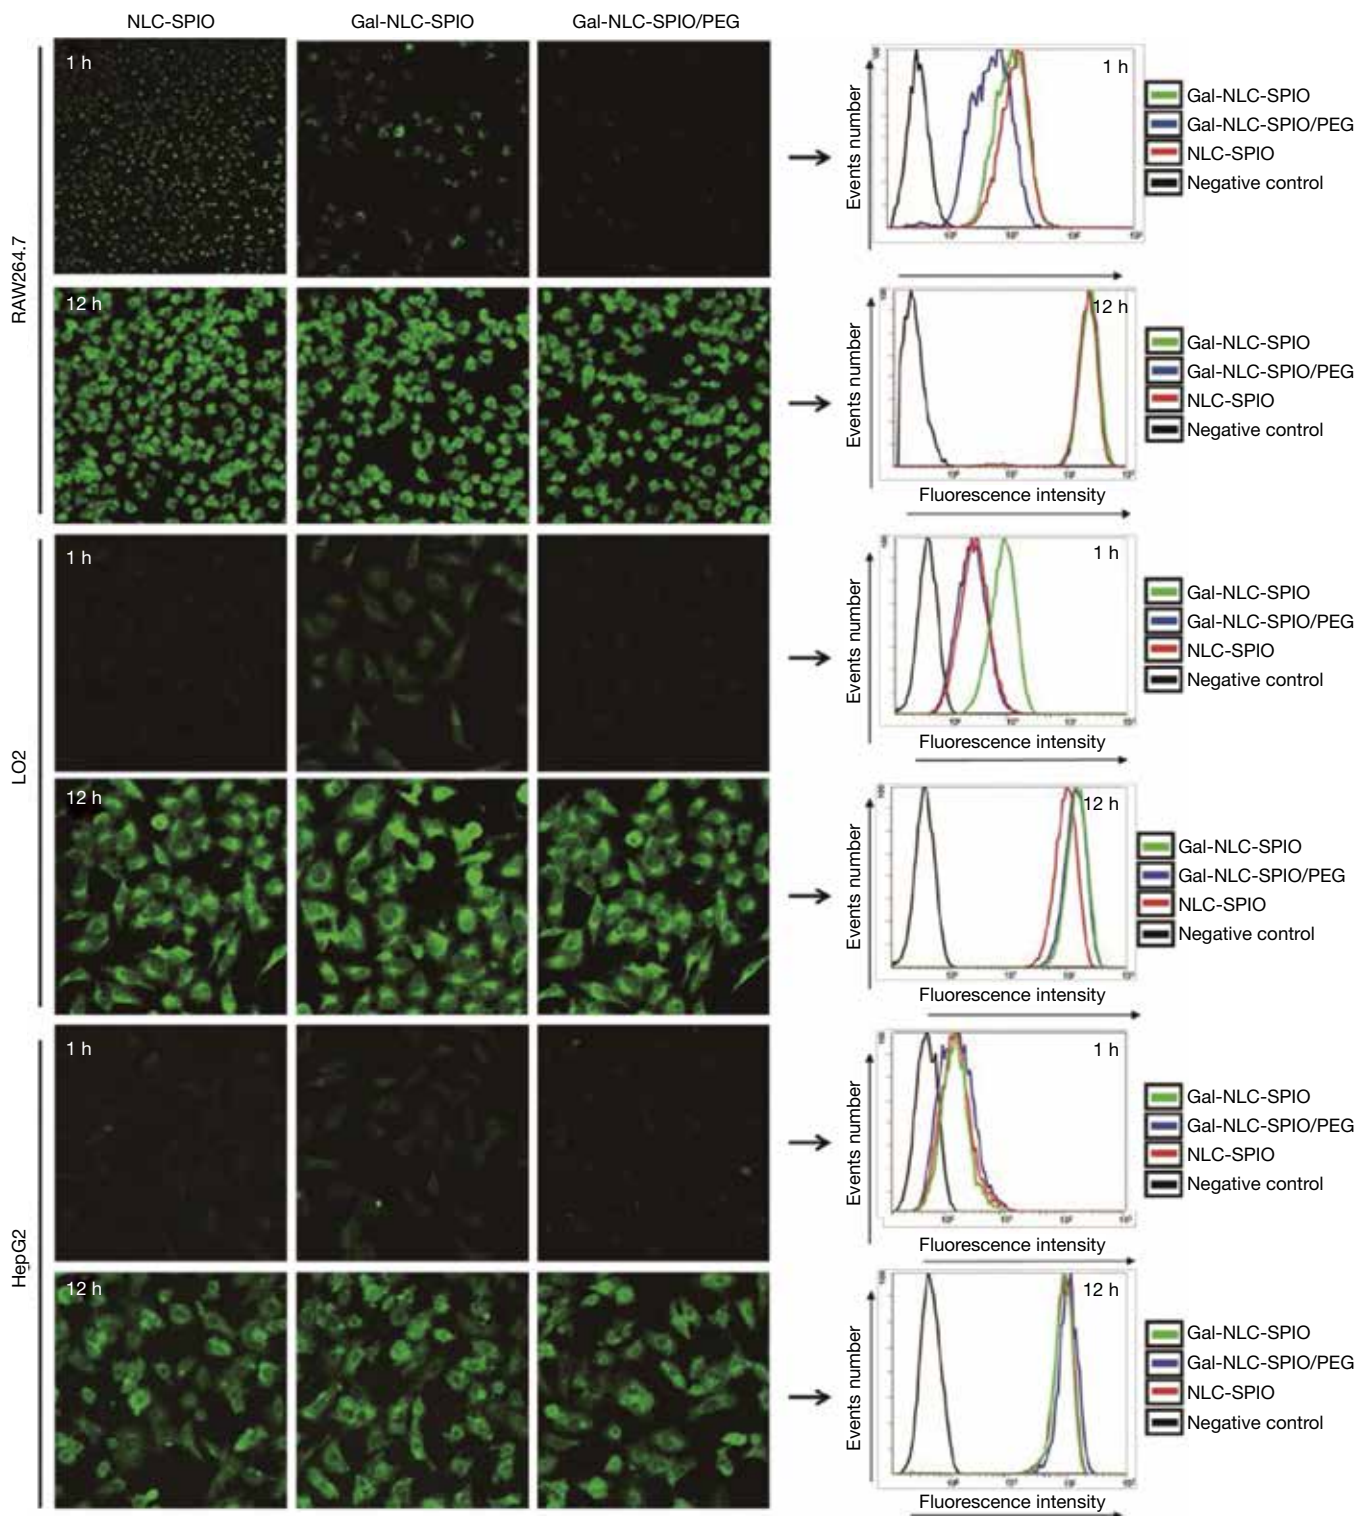 NLC-SPIO Gal-NLC-SPIO Gal-NLC-SPIO/PEG
RAW264.7
1 h
1 h
Events number
Gal-NLC-SPIO
Gal-NLC-SPIO/PEG
NLC-SPIO
Negative control
12 h
12 h
Events number
Fluorescence intensity
Gal-NLC-SPIO
Gal-NLC-SPIO/PEG
NLC-SPIO
Negative control
LO2
1 h
1 h
Events number
Fluorescence intensity
Gal-NLC-SPIO
Gal-NLC-SPIO/PEG
NLC-SPIO
Negative control
12 h
12 h
100
Events number
Fluorescence intensity
Gal-NLC-SPIO
Gal-NLC-SPIO/PEG
NLC-SPIO
Negative control
HepG2
1 h
1 h
100
Events number
Fluorescence intensity
Gal-NLC-SPIO
Gal-NLC-SPIO/PEG
NLC-SPIO
Negative control
12 h
12 h
100
Events number
Fluorescence intensity
Gal-NLC-SPIO
Gal-NLC-SPIO/PEG
NLC-SPIO
Negative control